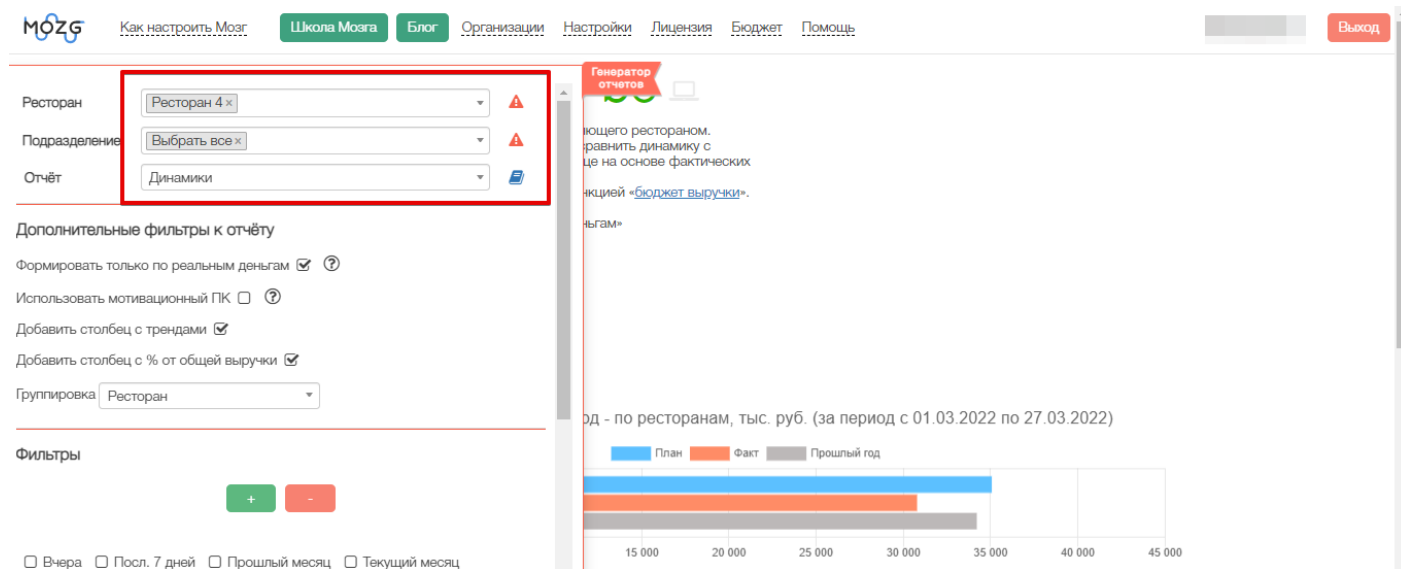 MOZG Как настроить Мозг Школа Мозга Блог Организации Настройки Лицензия Бюджет Помощь Выход
Генератор
отчетов
Ресторан Ресторан 4 ×
Подразделение Выбрать все ×
Отчёт Динамики
ющего рестораном.
сравнить динамику с
це на основе фактических
нкцией «бюджет выручки».
ньгам»
Дополнительные фильтры к отчёту
Формировать только по реальным деньгам ?
Использовать мотивационный ПК ?
Добавить столбец с трендами
Добавить столбец с % от общей выручки
Группировка Ресторан
Фильтры
+ -
Вчера Посл. 7 дней Прошлый месяц Текущий месяц
од - по ресторанам, тыс. руб. (за период с 01.03.2022 по 27.03.2022)
План Факт Прошлый год
15 000 20 000 25 000 30 000 35 000 40 000 45 000